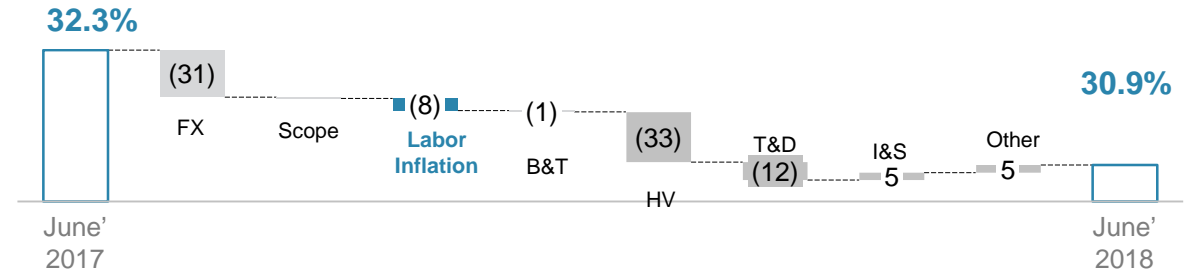 32.3%
30.9%
(31)
FX
Scope
(8)
Labor
Inflation
(1)
B&T
(33)
HV
T&D
(12)
I&S
5
Other
5
June’
2017
June’
2018